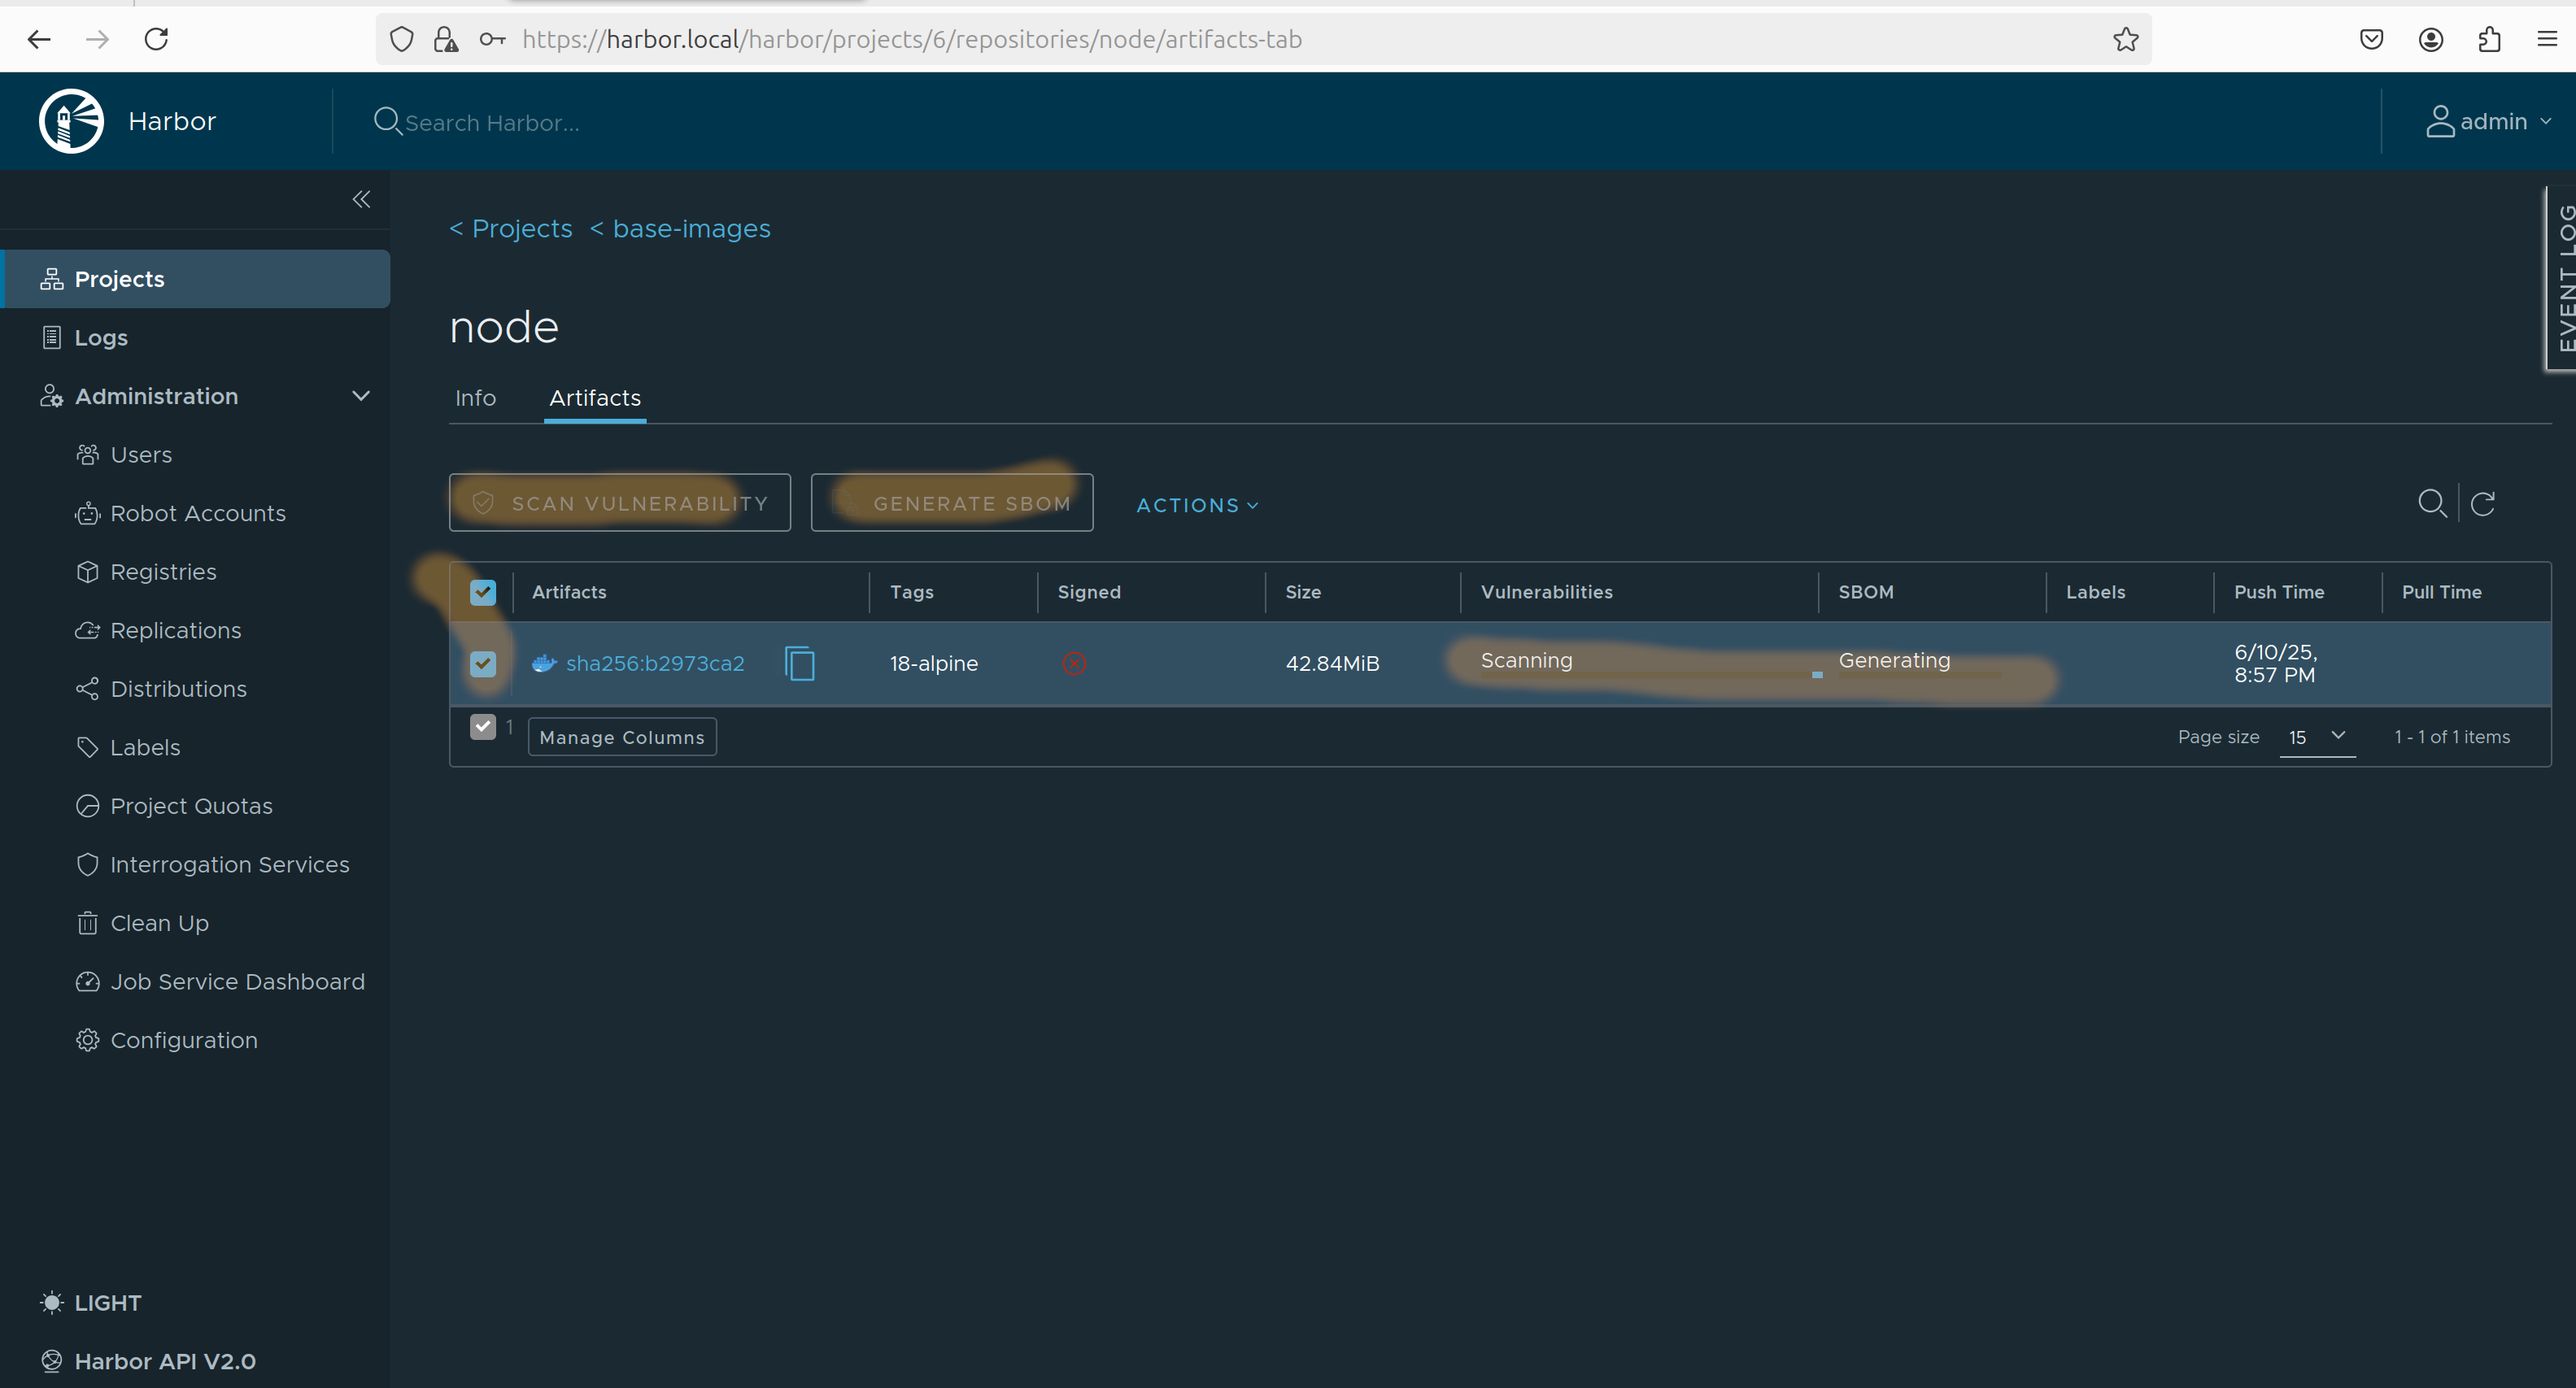 https://harbor.local/harbor/projects/6/repositories/node/artifacts-tab
Harbor
Search Harbor...
admin
EVENT LOG
< Projects < base-images
Projects
Logs
Administration
Users
Robot Accounts
Registries
Replications
Distributions
Labels
Project Quotas
Interrogation Services
Clean Up
Job Service Dashboard
Configuration
LIGHT
Harbor API V2.0
node
Info Artifacts
SCAN VULNERABILITY GENERATE SBOM ACTIONS
Artifacts Tags Signed Size Vulnerabilities SBOM Labels Push Time Pull Time
sha256:b2973ca2 18-alpine 42.84MiB Scanning Generating 6/10/25,
8:57 PM
1 Manage Columns Page size 15 1 - 1 of 1 items